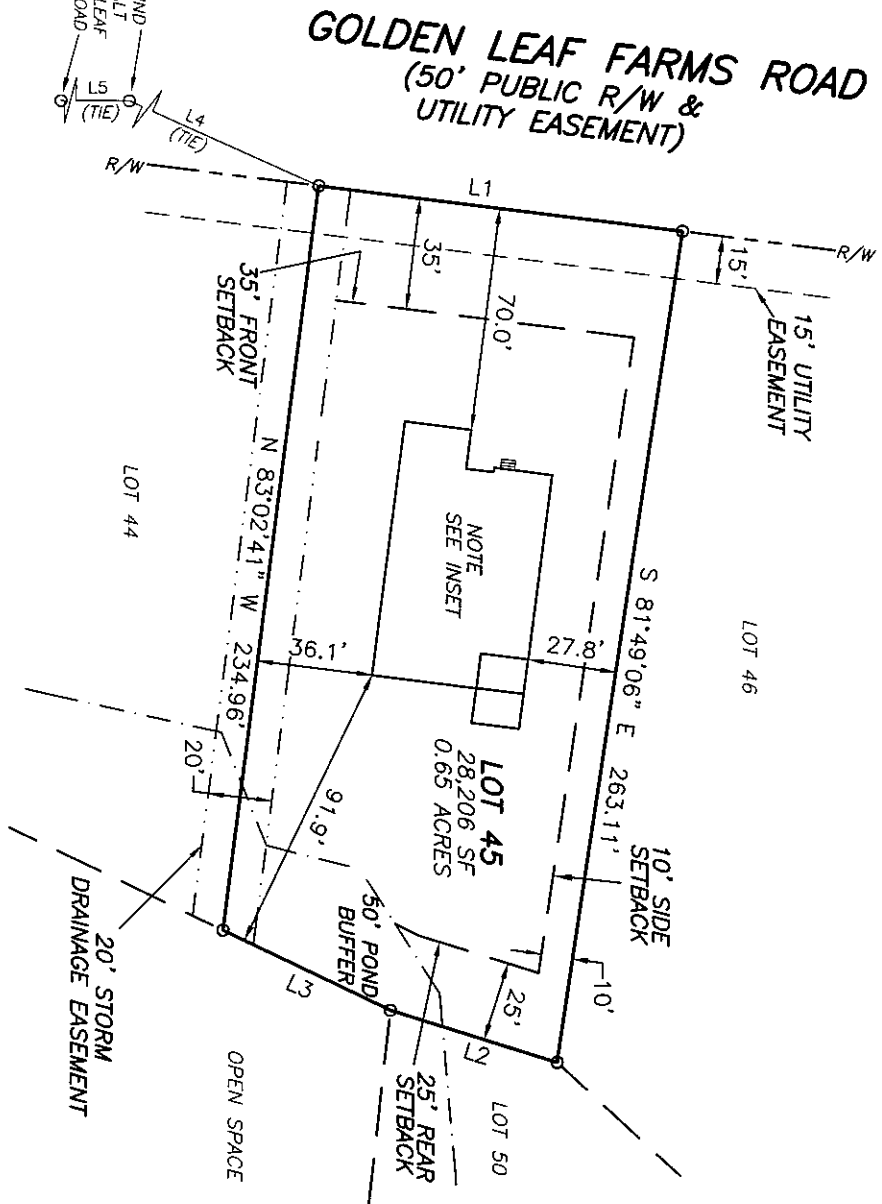 GOLDEN LEAF FARMS ROAD
(50' PUBLIC R/W &
UTILITY EASEMENT)
LEAF
L5
(TIE)
L4
(TIE)
R/W
L1
R/W
15'
15' UTILITY
EASEMENT
35'
70.0'
35' FRONT
SETBACK
NOTE
SEE INSET
LOT 44
N 83°02'41" W 234.96'
S 81°49'06" E 263.11'
LOT 46
36.1'
27.8'
LOT 45
28,206 SF
0.65 ACRES
10' SIDE
SETBACK
10'
20'
91.9'
50' POND
BUFFER
25'
L3
L2
20' STORM
DRAINAGE EASEMENT
25' REAR
SETBACK
LOT 50
OPEN SPACE